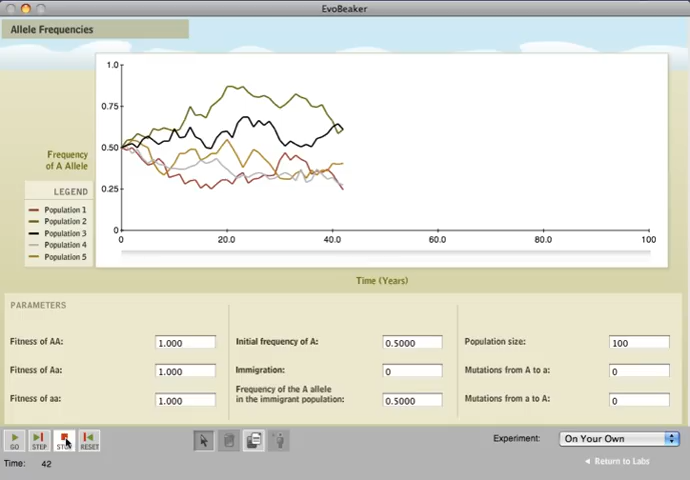 EvoBeaker
Allele Frequencies
1.0
0.75
0.50
0.25
0
0 20.0 40.0 60.0 80.0 100
Frequency
of A Allele
LEGEND
Population 1
Population 2
Population 3
Population 4
Population 5
Time (Years)
PARAMETERS
Fitness of AA: 1.000
Fitness of Aa: 1.000
Fitness of aa: 1.000
Initial frequency of A: 0.5000
Immigration: 0
Frequency of the A allele
in the immigrant population: 0.5000
Population size: 100
Mutations from A to a: 0
Mutations from a to A: 0
GO STEP STOP RESET
Experiment: On Your Own
Time: 42
Return to Labs